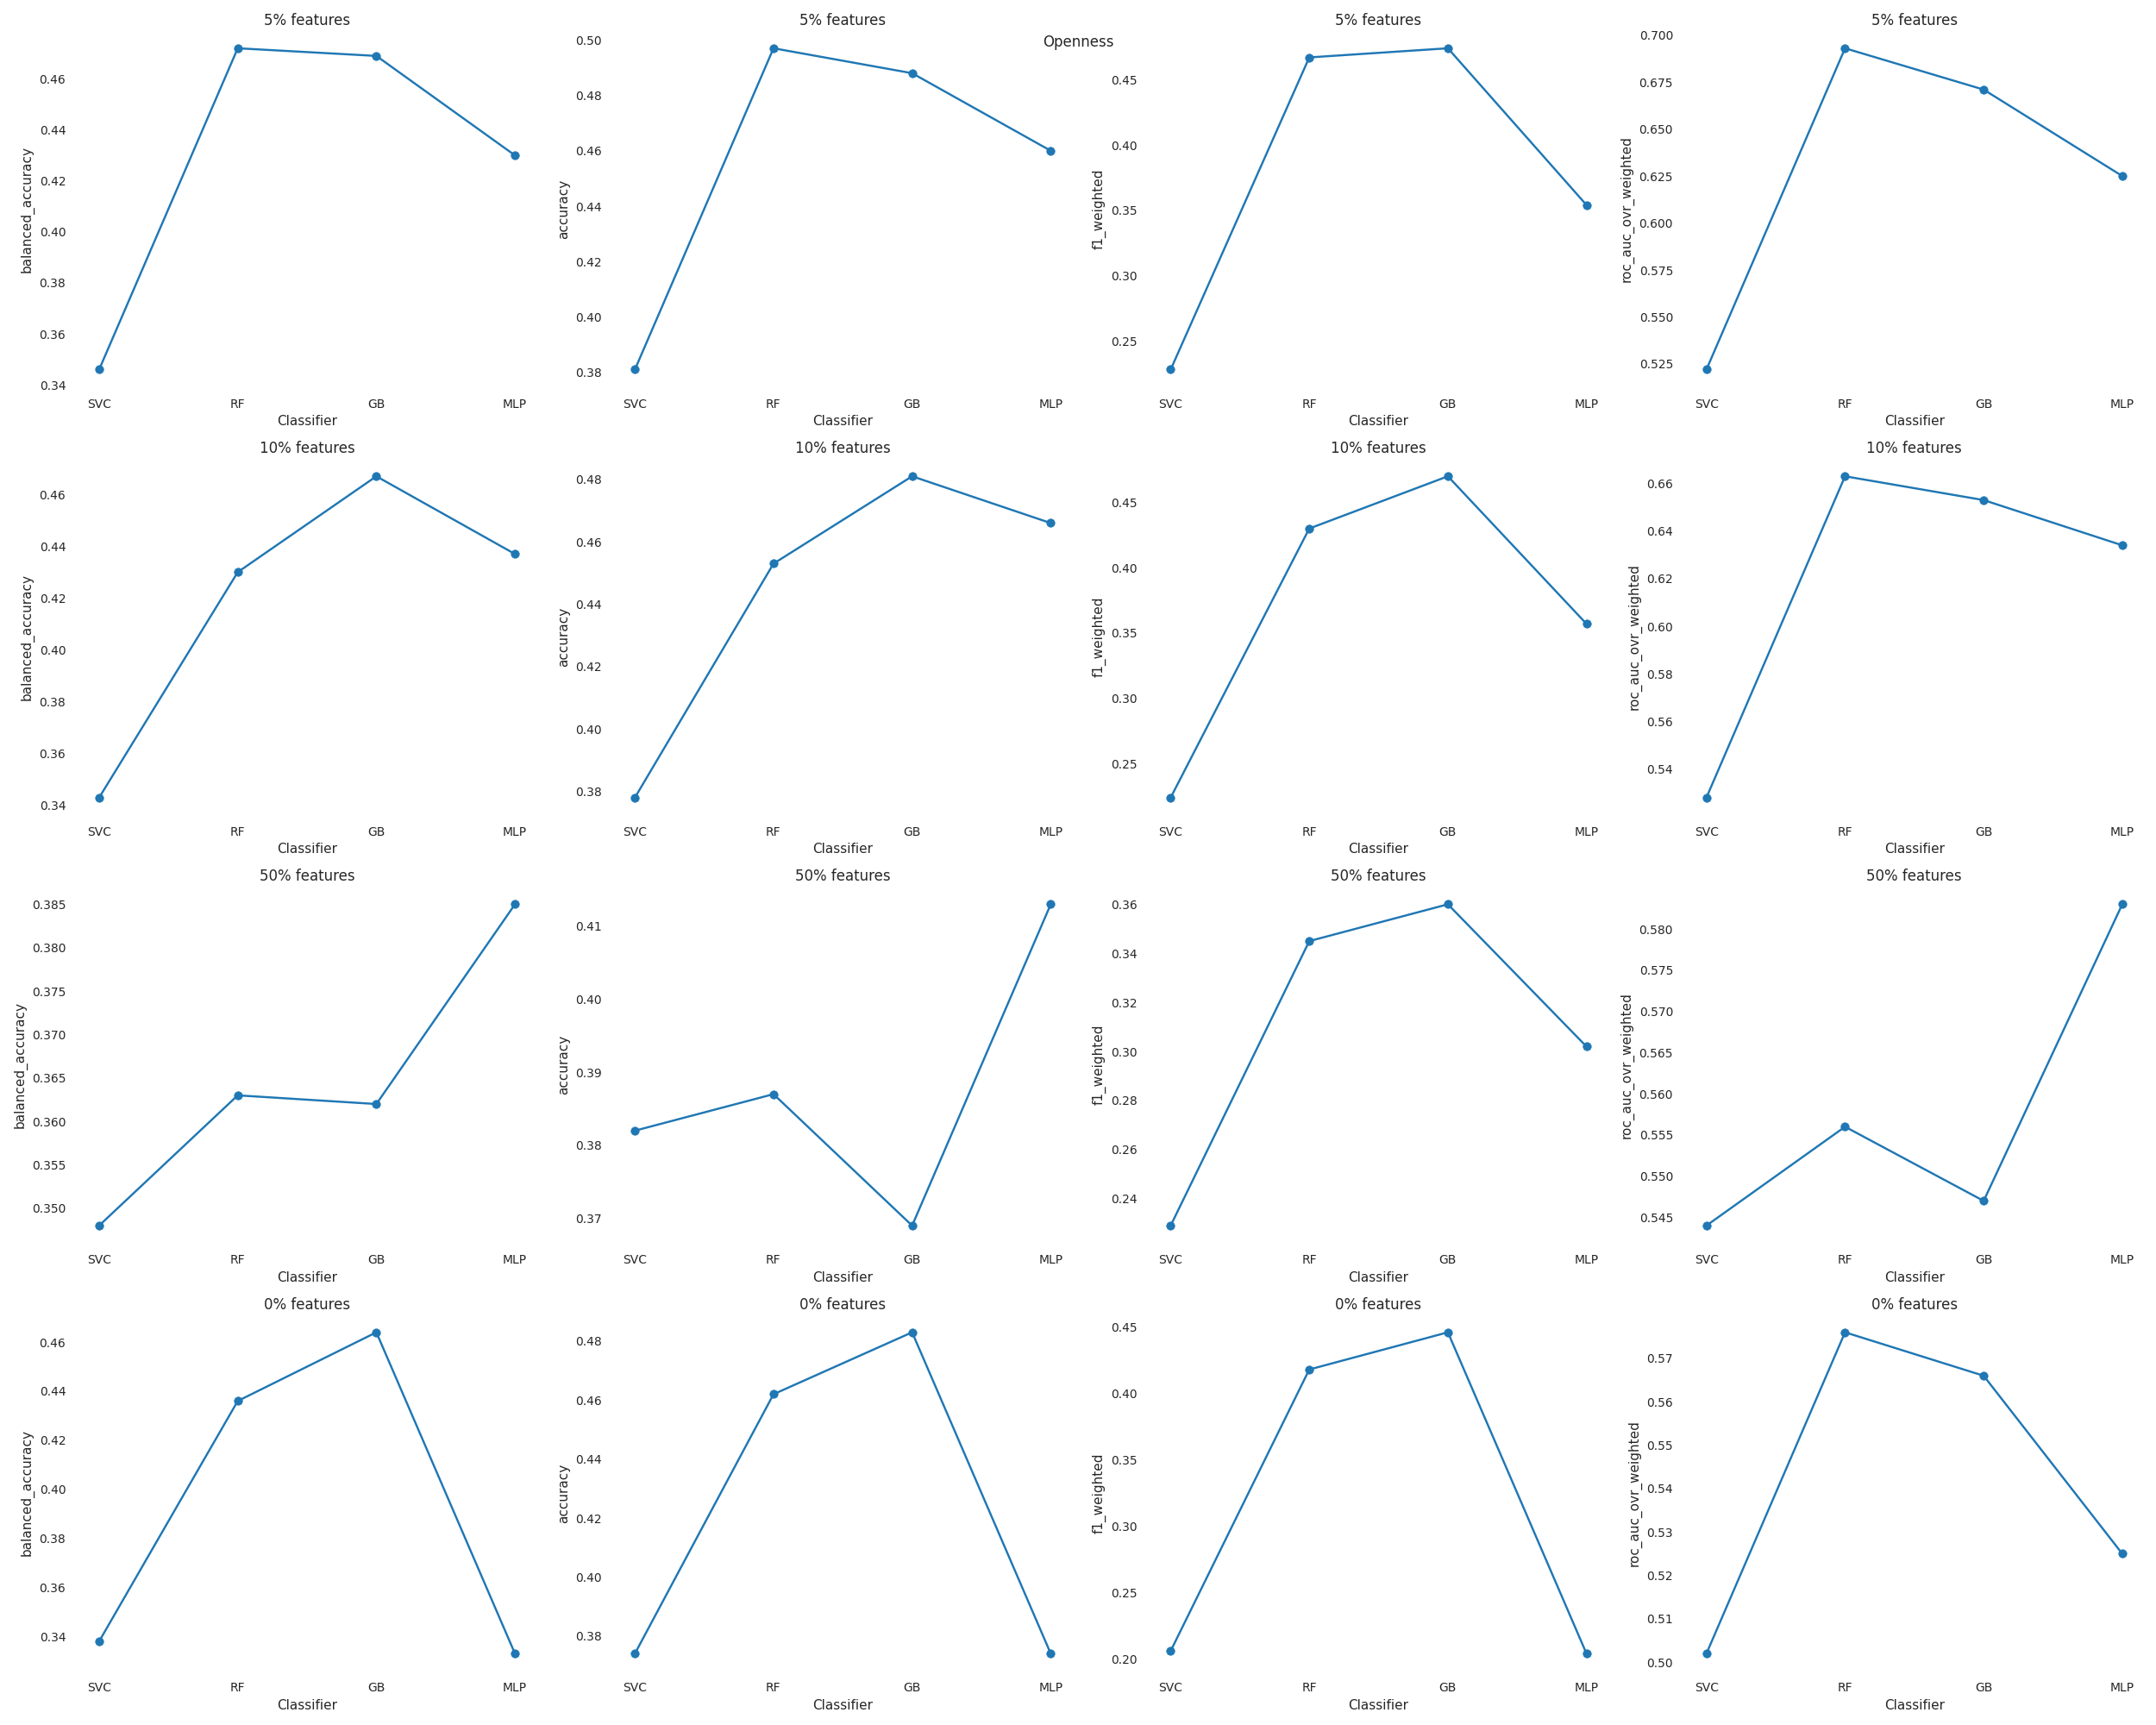 Openness
5% features
0.46
0.44
0.42
0.40
0.38
0.36
0.34
balanced_accuracy
SVC RF GB MLP
Classifier
5% features
0.50
0.48
0.46
0.44
0.42
0.40
0.38
accuracy
SVC RF GB MLP
Classifier
5% features
0.45
0.40
0.35
0.30
0.25
f1_weighted
SVC RF GB MLP
Classifier
5% features
0.700
0.675
0.650
0.625
0.600
0.575
0.550
0.525
roc_auc_ovr_weighted
SVC RF GB MLP
Classifier
10% features
0.46
0.44
0.42
0.40
0.38
0.36
0.34
balanced_accuracy
SVC RF GB MLP
Classifier
10% features
0.48
0.46
0.44
0.42
0.40
0.38
accuracy
SVC RF GB MLP
Classifier
10% features
0.45
0.40
0.35
0.30
0.25
f1_weighted
SVC RF GB MLP
Classifier
10% features
0.66
0.64
0.62
0.60
0.58
0.56
0.54
roc_auc_ovr_weighted
SVC RF GB MLP
Classifier
50% features
0.385
0.380
0.375
0.370
0.365
0.360
0.355
0.350
balanced_accuracy
SVC RF GB MLP
Classifier
50% features
0.41
0.40
0.39
0.38
0.37
accuracy
SVC RF GB MLP
Classifier
50% features
0.36
0.34
0.32
0.30
0.28
0.26
0.24
f1_weighted
SVC RF GB MLP
Classifier
50% features
0.580
0.575
0.570
0.565
0.560
0.555
0.550
0.545
roc_auc_ovr_weighted
SVC RF GB MLP
Classifier
0% features
0.46
0.44
0.42
0.40
0.38
0.36
0.34
balanced_accuracy
SVC RF GB MLP
Classifier
0% features
0.48
0.46
0.44
0.42
0.40
0.38
accuracy
SVC RF GB MLP
Classifier
0% features
0.45
0.40
0.35
0.30
0.25
0.20
f1_weighted
SVC RF GB MLP
Classifier
0% features
0.57
0.56
0.55
0.54
0.53
0.52
0.51
0.50
roc_auc_ovr_weighted
SVC RF GB MLP
Classifier